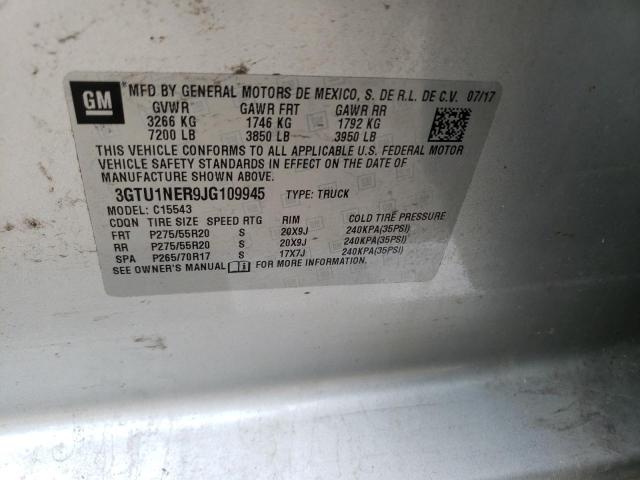 GM
*MFD BY GENERAL MOTORS DE MEXICO, S. DE R.L. DE C.V. 07/17
GVWR GAWR FRT GAWR RR
3266 KG 1746 KG 1792 KG
7200 LB 3850 LB 3950 LB
THIS VEHICLE CONFORMS TO ALL APPLICABLE U.S. FEDERAL MOTOR
VEHICLE SAFETY STANDARDS IN EFFECT ON THE DATE OF
MANUFACTURE SHOWN ABOVE.
3GTU1NER9JG109945 TYPE: TRUCK
MODEL: C15543
CDQN TIRE SIZE SPEED RTG RIM COLD TIRE PRESSURE
FRT P275/55R20 S 20X9J 240KPA(35PSI)
RR P275/55R20 S 20X9J 240KPA(35PSI)
SPA P265/70R17 S 17X7J 240KPA(35PSI)
SEE OWNER'S MANUAL FOR MORE INFORMATION.